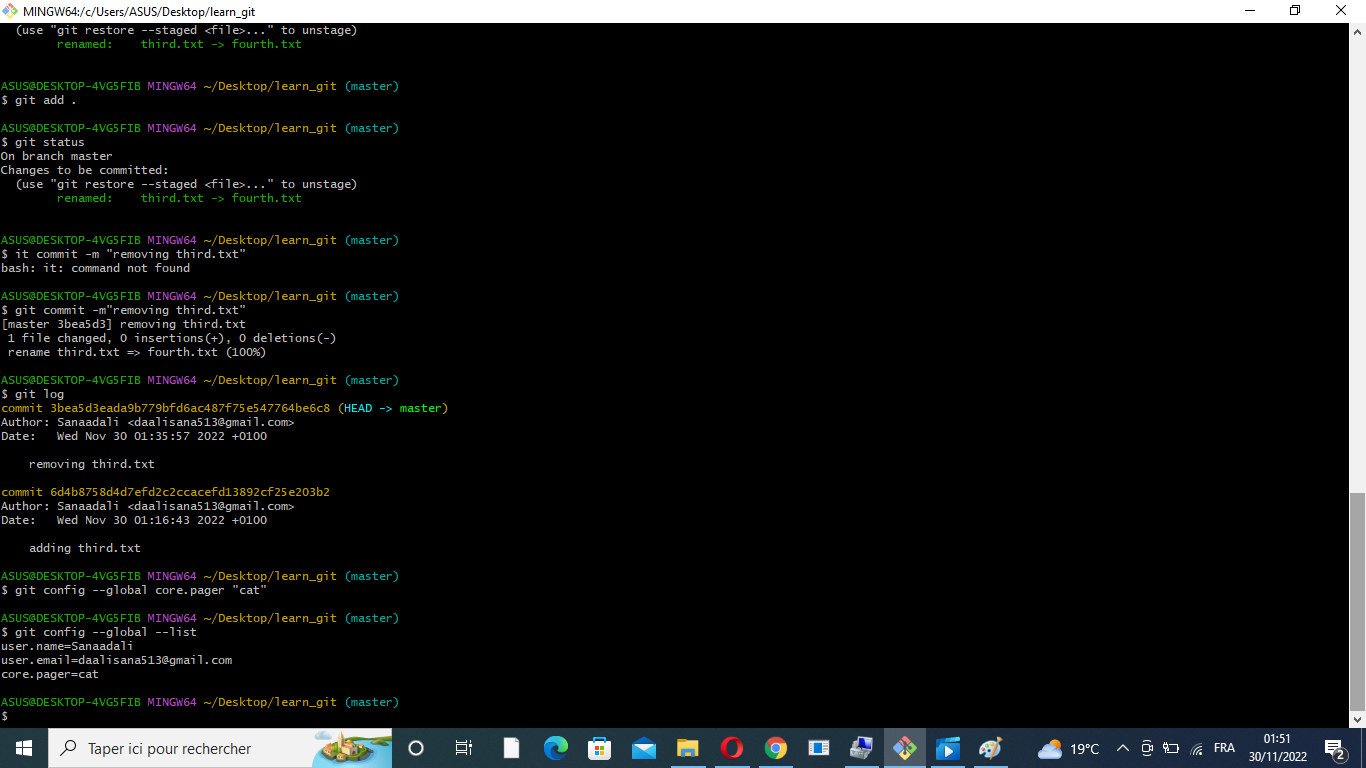 MINGW64:/c/Users/ASUS/Desktop/learn_git
(use "git restore --staged <file>..." to unstage)
renamed:    third.txt -> fourth.txt
ASUS@DESKTOP-4VG5FIB MINGW64 ~/Desktop/learn_git (master)
$ git add .
ASUS@DESKTOP-4VG5FIB MINGW64 ~/Desktop/learn_git (master)
$ git status
On branch master
Changes to be committed:
(use "git restore --staged <file>..." to unstage)
renamed:    third.txt -> fourth.txt
ASUS@DESKTOP-4VG5FIB MINGW64 ~/Desktop/learn_git (master)
$ it commit -m "removing third.txt"
bash: it: command not found
ASUS@DESKTOP-4VG5FIB MINGW64 ~/Desktop/learn_git (master)
$ git commit -m"removing third.txt"
[master 3bea5d3] removing third.txt
1 file changed, 0 insertions(+), 0 deletions(-)
rename third.txt => fourth.txt (100%)
ASUS@DESKTOP-4VG5FIB MINGW64 ~/Desktop/learn_git (master)
$ git log
commit 3bea5d3eada9b779bfd6ac487f75e547764be6c8 (HEAD -> master)
Author: Sanaadali <daalisana513@gmail.com>
Date:   Wed Nov 30 01:35:57 2022 +0100
removing third.txt
commit 6d4b8758d4d7efd2c2ccacefd13892cf25e203b2
Author: Sanaadali <daalisana513@gmail.com>
Date:   Wed Nov 30 01:16:43 2022 +0100
adding third.txt
ASUS@DESKTOP-4VG5FIB MINGW64 ~/Desktop/learn_git (master)
$ git config --global core.pager "cat"
ASUS@DESKTOP-4VG5FIB MINGW64 ~/Desktop/learn_git (master)
$ git config --global --list
user.name=Sanaadali
user.email=daalisana513@gmail.com
core.pager=cat
ASUS@DESKTOP-4VG5FIB MINGW64 ~/Desktop/learn_git (master)
$
Taper ici pour rechercher
19°C
FRA
01:51
30/11/2022
2